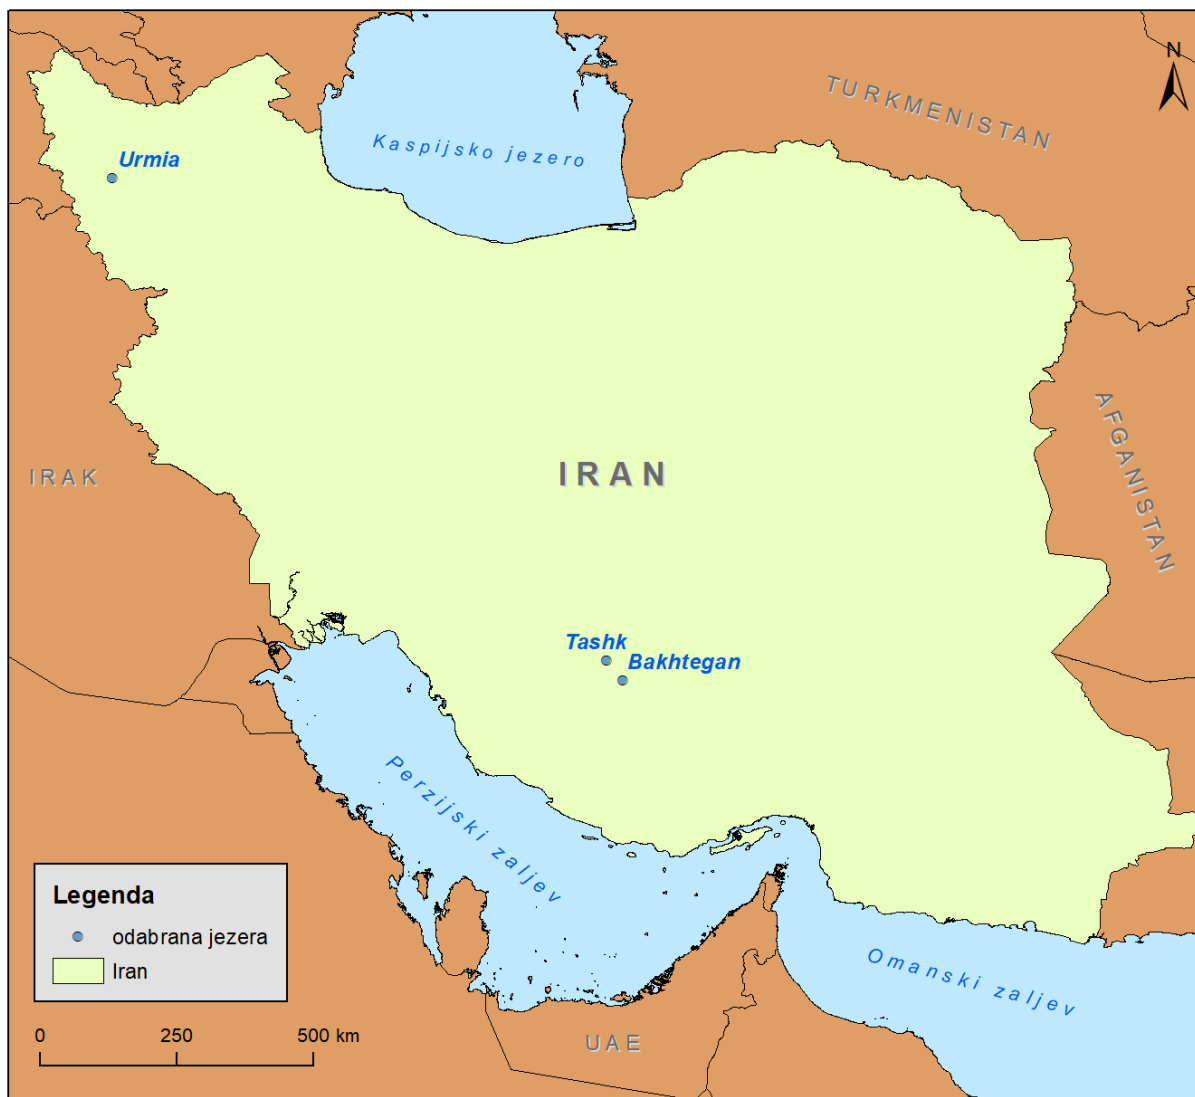 N
TURKMENISTAN
Kaspijsko jezero
Urmia
AFGANISTAN
IRAN
IRAK
Tashk
Bakhtegan
Perzijski zaljev
Omanski zaljev
UAE
Legenda
odabrana jezera
Iran
0 250 500 km